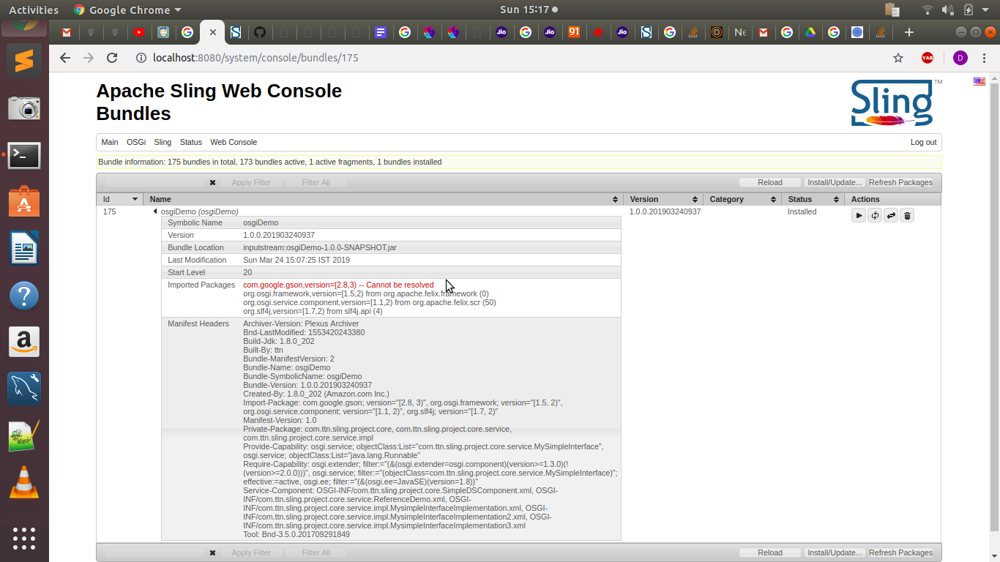 Activities Google Chrome Sun 15:17
91
localhost:8080/system/console/bundles/175
YAB
D
Apache Sling Web Console
Bundles
Sling
TM
Main OSGi Sling Status Web Console Log out
Bundle information: 175 bundles in total, 173 bundles active, 1 active fragments, 1 bundles installed
Apply Filter Filter All Reload Install/Update... Refresh Packages
Id Name Version Category Status Actions
175 osgiDemo (osgiDemo) 1.0.0.201903240937 Installed
Symbolic Name osgiDemo
Version 1.0.0.201903240937
Bundle Location inputstream:osgiDemo-1.0.0-SNAPSHOT.jar
Last Modification Sun Mar 24 15:07:25 IST 2019
Start Level 20
Imported Packages com.google.gson,version=[2.8,3) -- Cannot be resolved
org.osgi.framework,version=[1.5,2) from org.apache.felix.framework (0)
org.osgi.service.component,version=[1.1,2) from org.apache.felix.scr (50)
org.slf4j,version=[1.7,2) from slf4j.api (4)
Manifest Headers Archiver-Version: Plexus Archiver
Bnd-LastModified: 1553420243380
Build-Jdk: 1.8.0_202
Built-By: ttn
Bundle-ManifestVersion: 2
Bundle-Name: osgiDemo
Bundle-SymbolicName: osgiDemo
Bundle-Version: 1.0.0.201903240937
Created-By: 1.8.0_202 (Amazon.com Inc.)
Import-Package: com.google.gson; version="[2.8, 3)", org.osgi.framework; version="[1.5, 2)",
org.osgi.service.component; version="[1.1, 2)", org.slf4j; version="[1.7, 2)"
Manifest-Version: 1.0
Private-Package: com.ttn.sling.project.core, com.ttn.sling.project.core.service,
com.ttn.sling.project.core.service.impl
Provide-Capability: osgi.service; objectClass:List="com.ttn.sling.project.core.service.MySimpleInterface",
osgi.service; objectClass:List="java.lang.Runnable"
Require-Capability: osgi.extender; filter:="(&(osgi.extender=osgi.component)(version>=1.3.0)(!
(version>=2.0.0)))", osgi.service; filter:="(objectClass=com.ttn.sling.project.core.service.MySimpleInterface)";
effective:=active, osgi.ee; filter:="(&(osgi.ee=JavaSE)(version=1.8))"
Service-Component: OSGI-INF/com.ttn.sling.project.core.SimpleDSComponent.xml, OSGI-
INF/com.ttn.sling.project.core.service.ReferenceDemo.xml, OSGI-
INF/com.ttn.sling.project.core.service.impl.MysimpleInterfaceImplementation.xml, OSGI-
INF/com.ttn.sling.project.core.service.impl.MysimpleInterfaceImplementation2.xml, OSGI-
INF/com.ttn.sling.project.core.service.impl.MysimpleInterfaceImplementation3.xml
Tool: Bnd-3.5.0.201709291849
Apply Filter Filter All Reload Install/Update... Refresh Packages